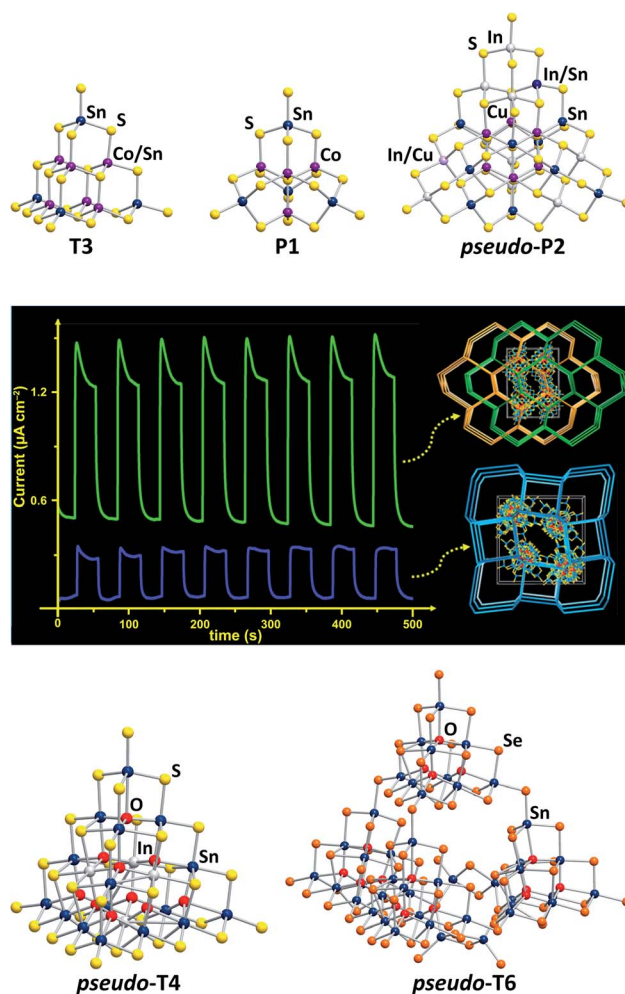 In
S
In/Sn
Sn
S
Sn
S
Cu
Sn
Co/Sn
Co
In/Cu
T3
P1
pseudo-P2
Current (µA cm⁻²)
1.2
0.6
0
0 100 200 300 400 500
time (s)
O
Se
S
O
Sn
In
Sn
pseudo-T4
pseudo-T6